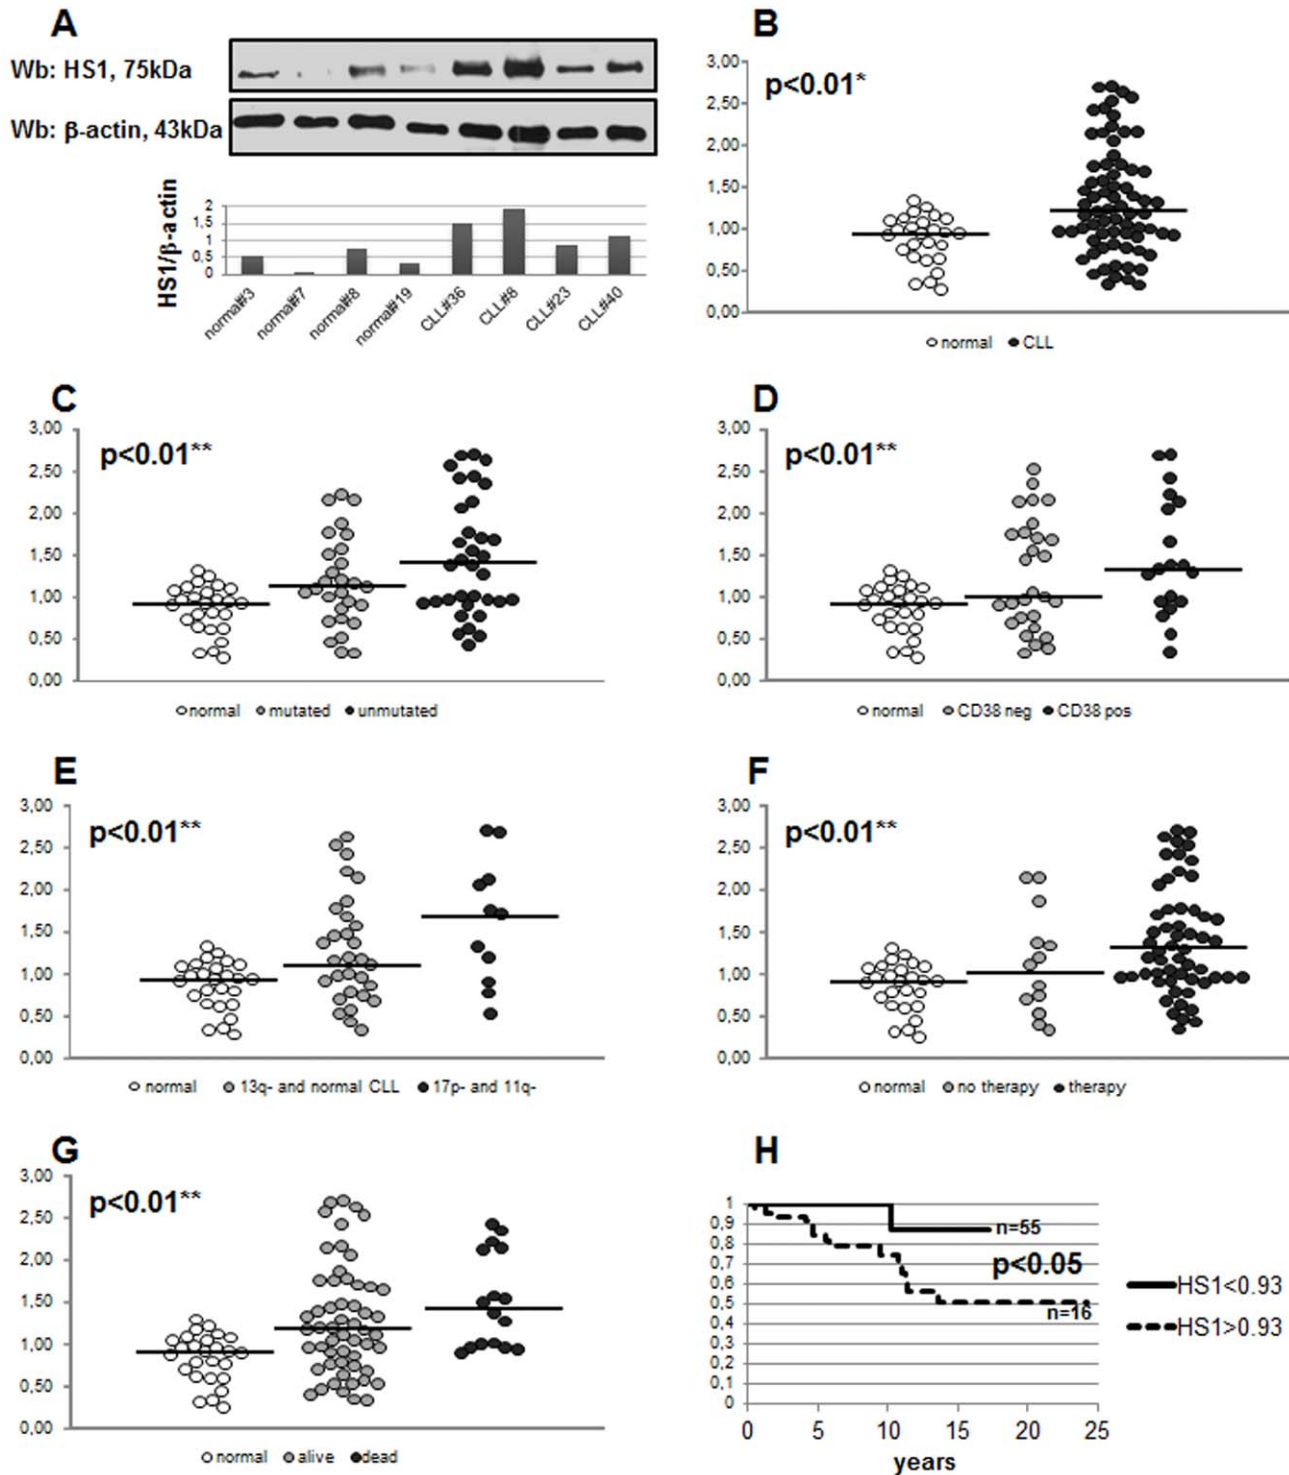 A
Wb: HS1, 75kDa
Wb: β-actin, 43kDa
HS1/β-actin
2
1,5
1
0,5
0
normal#3
normal#7
normal#8
normal#19
CLL#36
CLL#8
CLL#23
CLL#40
B
p<0.01*
3,00
2,50
2,00
1,50
1,00
0,50
0,00
normal CLL
C
p<0.01**
3,00
2,50
2,00
1,50
1,00
0,50
0,00
normal mutated unmutated
D
p<0.01**
3,00
2,50
2,00
1,50
1,00
0,50
0,00
normal CD38 neg CD38 pos
E
p<0.01**
3,00
2,50
2,00
1,50
1,00
0,50
0,00
normal 13q- and normal CLL 17p- and 11q-
F
p<0.01**
3,00
2,50
2,00
1,50
1,00
0,50
0,00
normal no therapy therapy
G
p<0.01**
3,00
2,50
2,00
1,50
1,00
0,50
0,00
normal alive dead
H
1
0,9
0,8
0,7
0,6
0,5
0,4
0,3
0,2
0,1
0
n=55
p<0.05
n=16
HS1<0.93
HS1>0.93
0 5 10 15 20 25
years